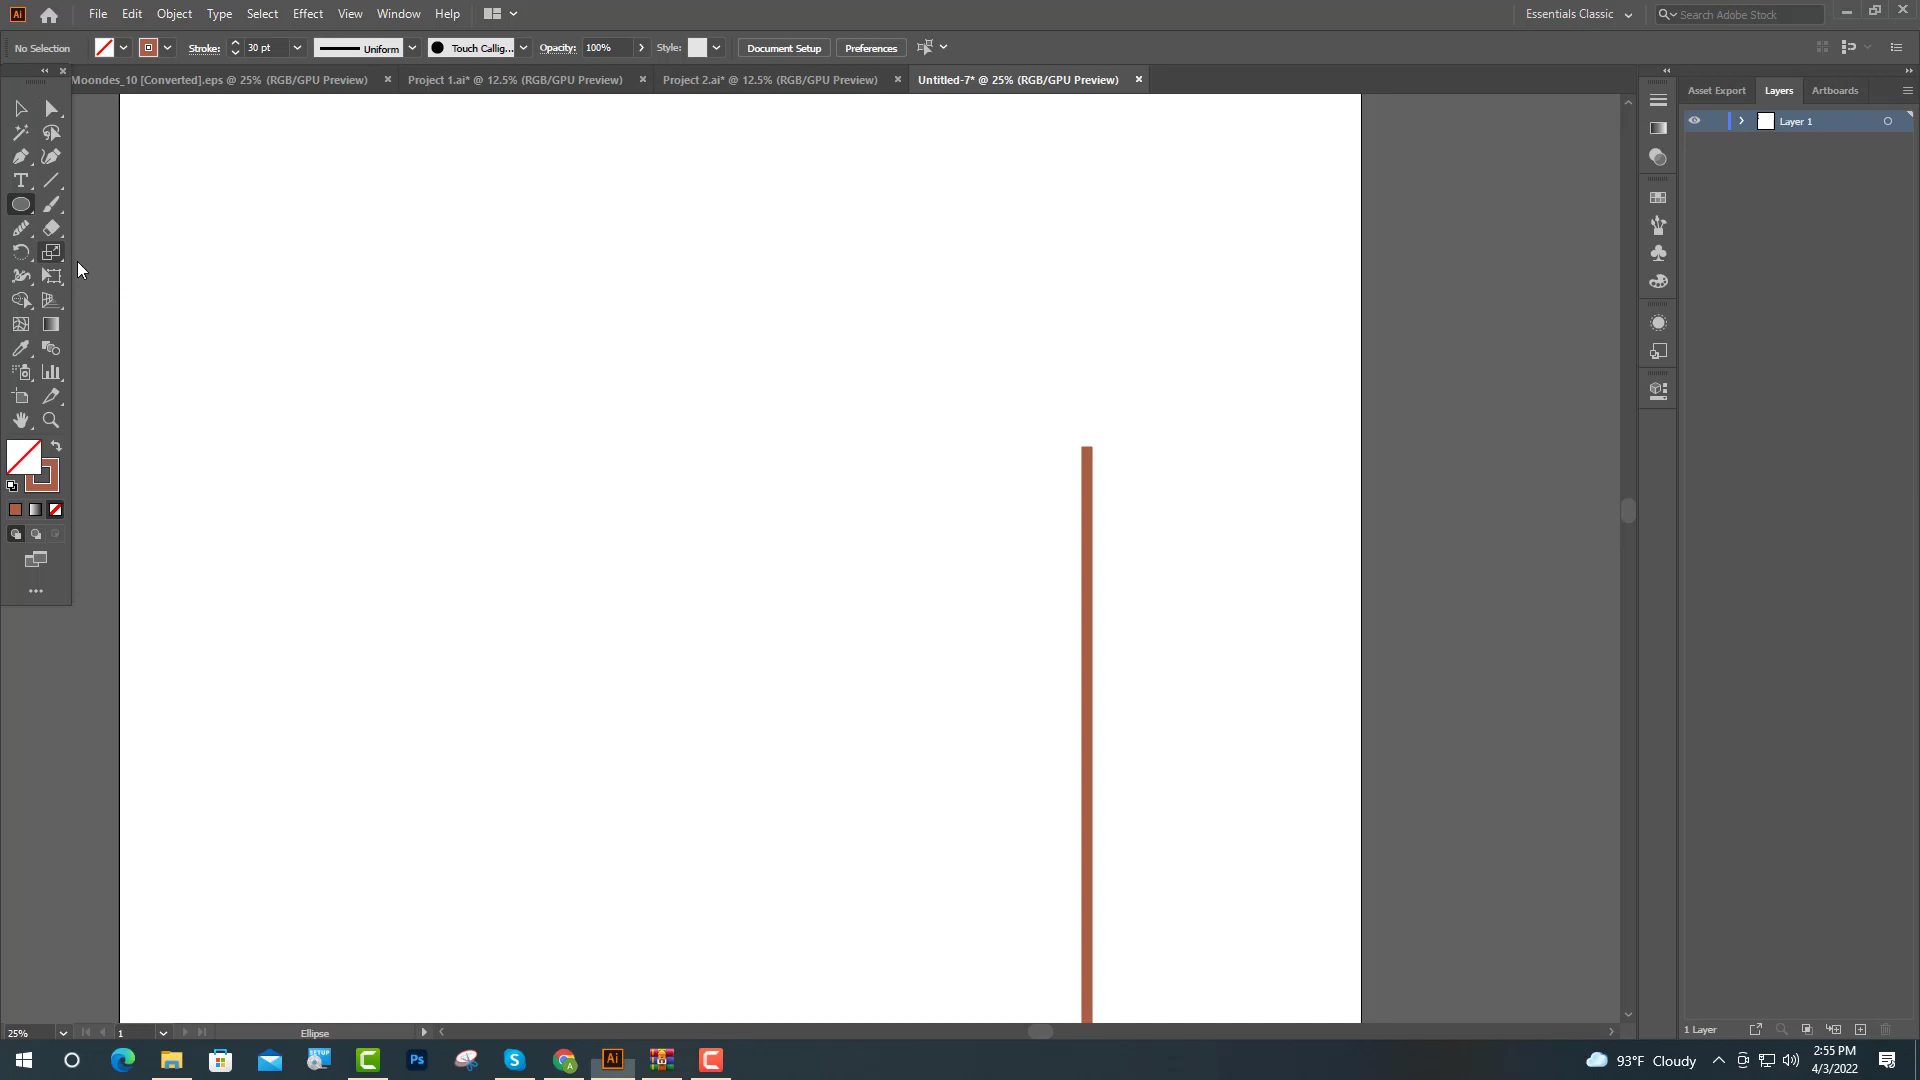 Ai File Edit Object Type Select Effect View Window Help Essentials Classic Search Adobe Stock
No Selection Stroke: 30 pt Uniform Touch Callig... Opacity: 100% Style: Document Setup Preferences
Moondes_10 [Converted].eps @ 25% (RGB/GPU Preview) Project 1.ai* @ 12.5% (RGB/GPU Preview) Project 2.ai* @ 12.5% (RGB/GPU Preview) Untitled-7* @ 25% (RGB/GPU Preview)
Asset Export Layers Artboards
Layer 1
25% 1 Ellipse 1 Layer
SETUP Ps Ai 93°F Cloudy 2:55 PM
4/3/2022